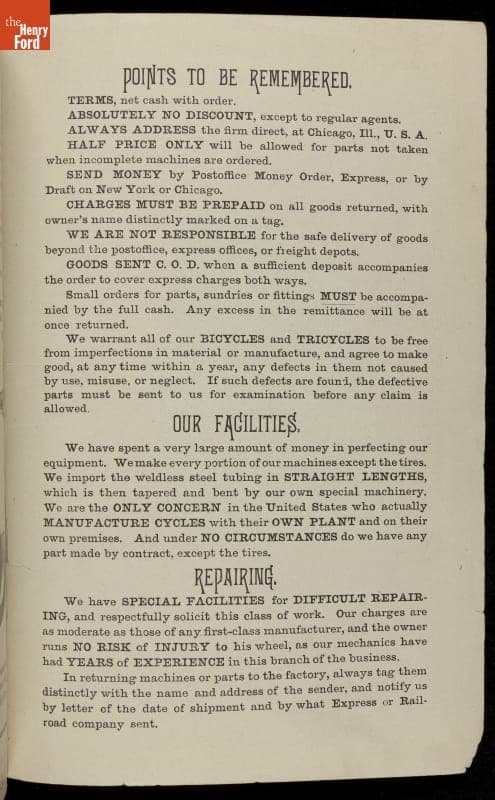 the
Henry
Ford
POINTS TO BE REMEMBERED.
TERMS, net cash with order.
ABSOLUTELY NO DISCOUNT, except to regular agents.
ALWAYS ADDRESS the firm direct, at Chicago, Ill., U. S. A.
HALF PRICE ONLY will be allowed for parts not taken
when incomplete machines are ordered.
SEND MONEY by Postoffice Money Order, Express, or by
Draft on New York or Chicago.
CHARGES MUST BE PREPAID on all goods returned, with
owner's name distinctly marked on a tag.
WE ARE NOT RESPONSIBLE for the safe delivery of goods
beyond the postoffice, express offices, or freight depots.
GOODS SENT C. O. D. when a sufficient deposit accompanies
the order to cover express charges both ways.
Small orders for parts, sundries or fittings MUST be accompa-
nied by the full cash. Any excess in the remittance will be at
once returned.
We warrant all of our BICYCLES and TRICYCLES to be free
from imperfections in material or manufacture, and agree to make
good, at any time within a year, any defects in them not caused
by use, misuse, or neglect. If such defects are found, the defective
parts must be sent to us for examination before any claim is
allowed.
OUR FACILITIES.
We have spent a very large amount of money in perfecting our
equipment. We make every portion of our machines except the tires.
We import the weldless steel tubing in STRAIGHT LENGTHS,
which is then tapered and bent by our own special machinery.
We are the ONLY CONCERN in the United States who actually
MANUFACTURE CYCLES with their OWN PLANT and on their
own premises. And under NO CIRCUMSTANCES do we have any
part made by contract, except the tires.
REPAIRING.
We have SPECIAL FACILITIES for DIFFICULT REPAIR-
ING, and respectfully solicit this class of work. Our charges are
as moderate as those of any first-class manufacturer, and the owner
runs NO RISK of INJURY to his wheel, as our mechanics have
had YEARS of EXPERIENCE in this branch of the business.
In returning machines or parts to the factory, always tag them
distinctly with the name and address of the sender, and notify us
by letter of the date of shipment and by what Express or Rail-
road company sent.